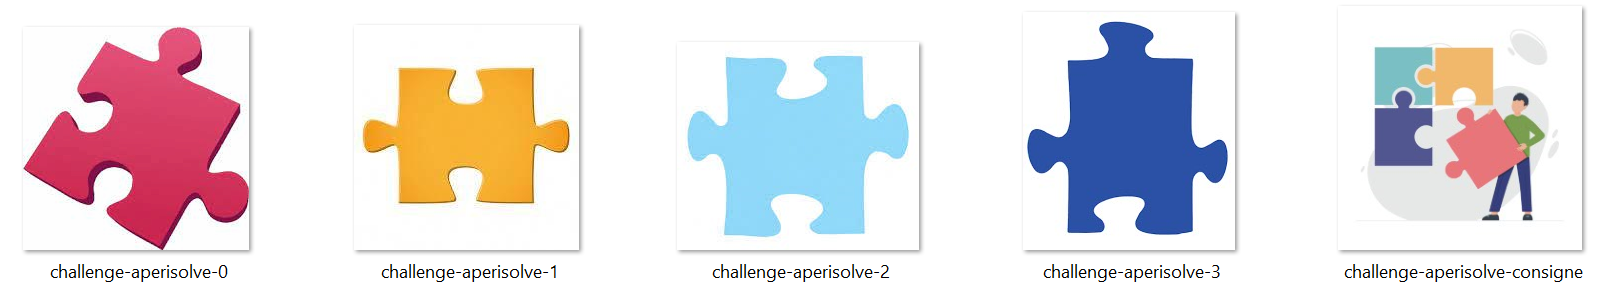 challenge-aperisolve-0
challenge-aperisolve-1
challenge-aperisolve-2
challenge-aperisolve-3
challenge-aperisolve-consigne